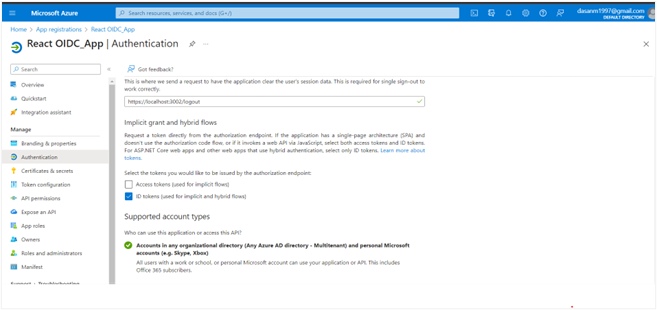 Microsoft Azure
Search resources, services, and docs (G+/)
dasanm1997@gmail.com
DEFAULT DIRECTORY
Home > App registrations > React OIDC_App
React OIDC_App | Authentication
Search
Got feedback?
Overview
Quickstart
Integration assistant
Manage
Branding & properties
Authentication
Certificates & secrets
Token configuration
API permissions
Expose an API
App roles
Owners
Roles and administrators
Manifest
Support + Troubleshooting
This is where we send a request to have the application clear the user's session data. This is required for single sign-out to
work correctly.
https://localhost:3002/logout
Implicit grant and hybrid flows
Request a token directly from the authorization endpoint. If the application has a single-page architecture (SPA) and
doesn't use the authorization code flow, or if it invokes a web API via JavaScript, select both access tokens and ID tokens.
For ASP.NET Core web apps and other web apps that use hybrid authentication, select only ID tokens. Learn more about
tokens.
Select the tokens you would like to be issued by the authorization endpoint:
Access tokens (used for implicit flows)
ID tokens (used for implicit and hybrid flows)
Supported account types
Who can use this application or access this API?
Accounts in any organizational directory (Any Azure AD directory - Multitenant) and personal Microsoft
accounts (e.g. Skype, Xbox)
All users with a work or school, or personal Microsoft account can use your application or API. This includes
Office 365 subscribers.